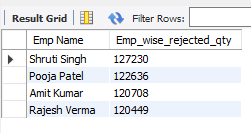 Result Grid Filter Rows:
Emp Name Emp_wise_rejected_qty
Shruti Singh 127230
Pooja Patel 122636
Amit Kumar 120708
Rajesh Verma 120449